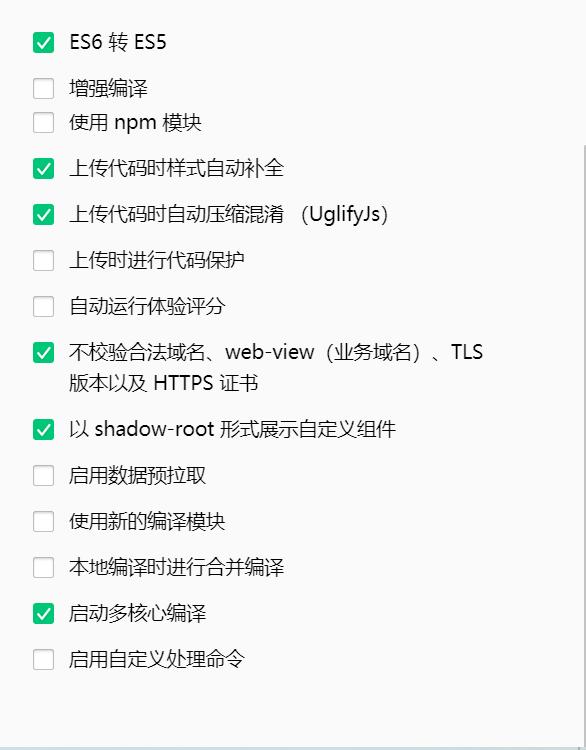 ES6 转 ES5
增强编译
使用 npm 模块
上传代码时样式自动补全
上传代码时自动压缩混淆 （UglifyJs）
上传时进行代码保护
自动运行体验评分
不校验合法域名、web-view（业务域名）、TLS
版本以及 HTTPS 证书
以 shadow-root 形式展示自定义组件
启用数据预拉取
使用新的编译模块
本地编译时进行合并编译
启动多核心编译
启用自定义处理命令